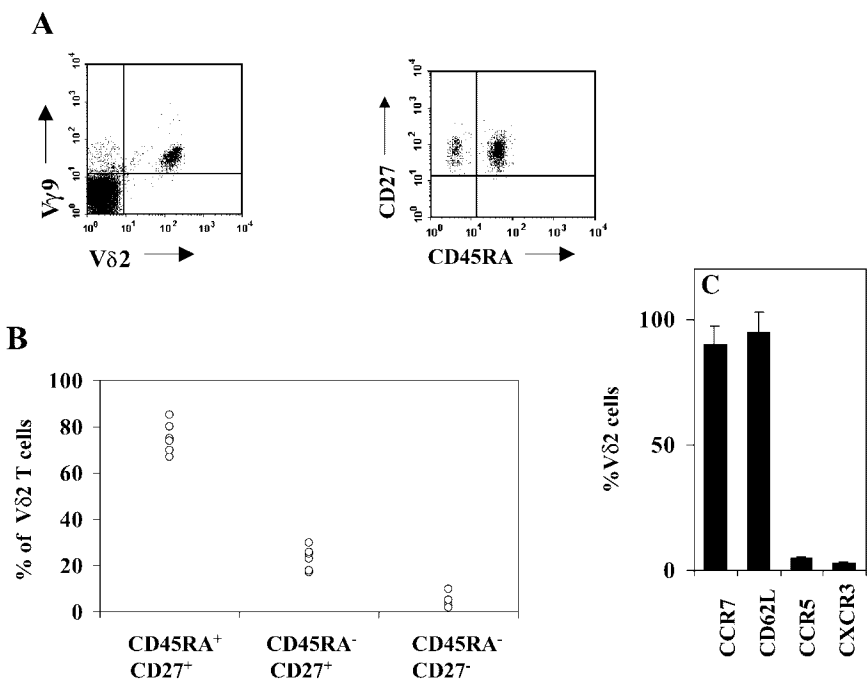 A
Vγ9
10⁴
10³
10²
10¹
10⁰
10⁰ 10¹ 10² 10³ 10⁴
Vδ2
CD27
10⁴
10³
10²
10¹
10⁰
10⁰ 10¹ 10² 10³ 10⁴
CD45RA
B
% of Vδ2 T cells
100
80
60
40
20
0
CD45RA⁺ CD45RA⁻ CD45RA⁻
CD27⁺ CD27⁺ CD27⁻
C
%Vδ2 cells
100
50
0
CCR7
CD62L
CCR5
CXCR3